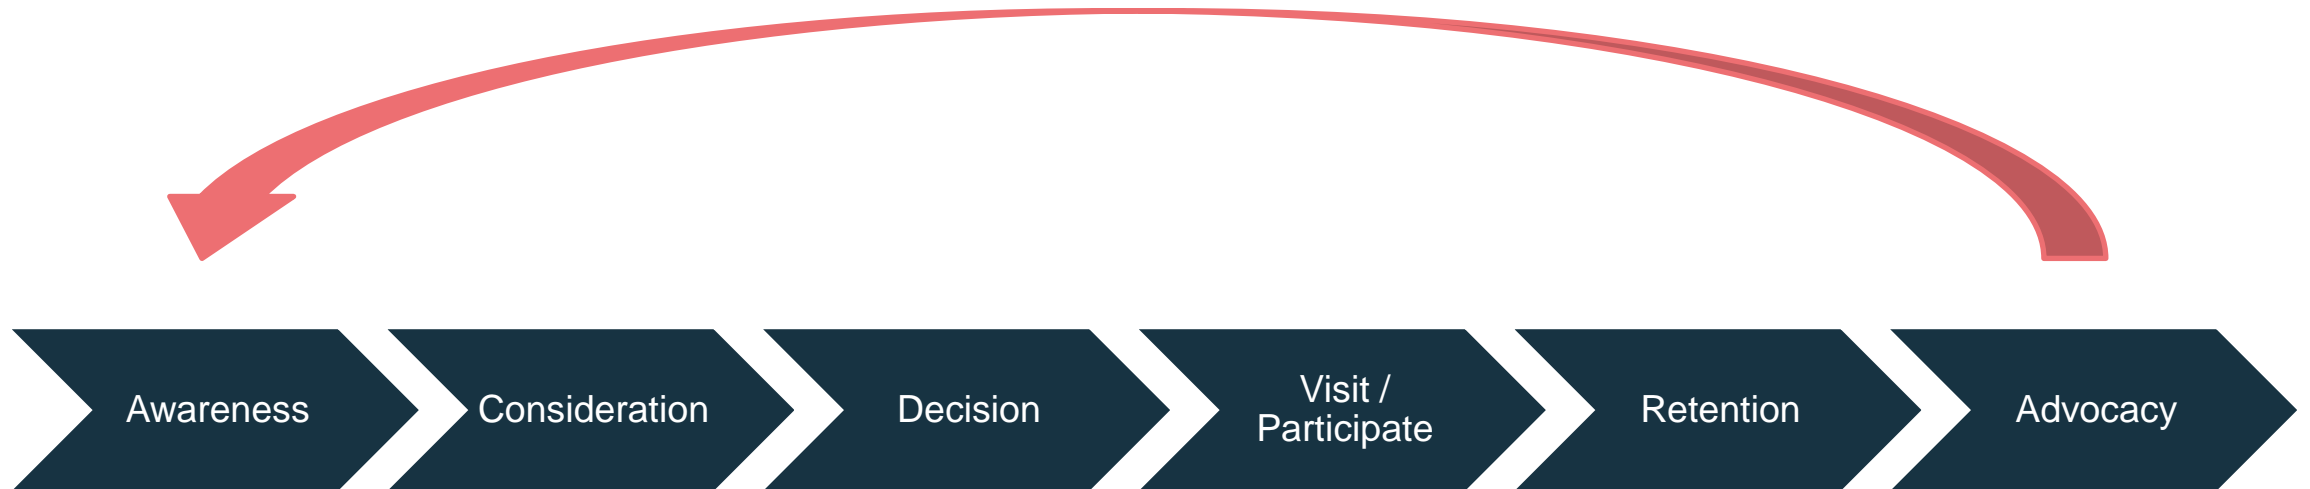 Awareness
Consideration
Decision
Visit /
Participate
Retention
Advocacy